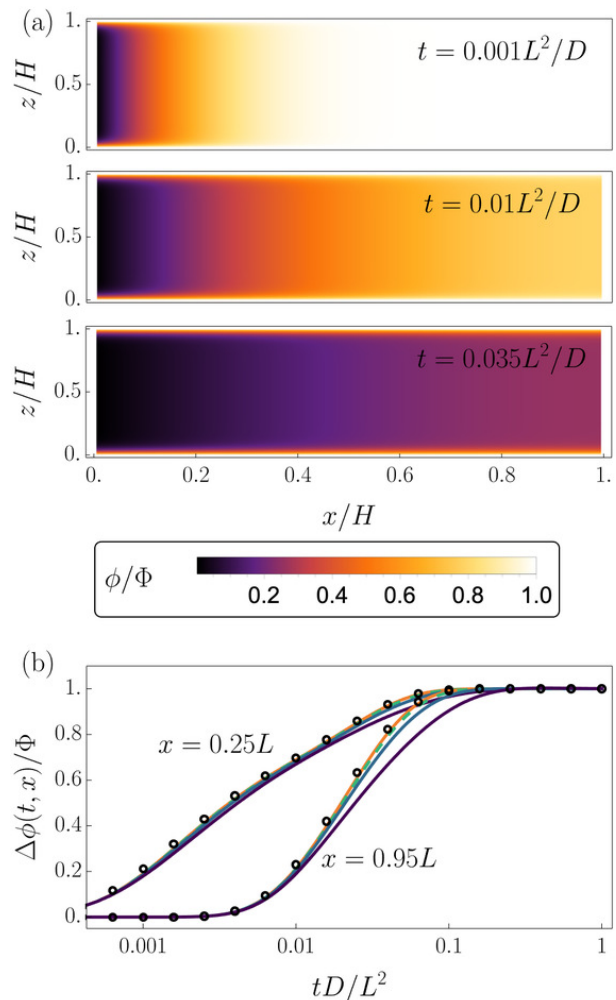 (a)
1.
z/H
0.5
0.
t = 0.001L²/D
1.
z/H
0.5
0.
t = 0.01L²/D
1.
z/H
0.5
0.
t = 0.035L²/D
0. 0.2 0.4 0.6 0.8 1.
x/H
ϕ/Φ
0.2 0.4 0.6 0.8 1.0
(b)
1.
0.8
0.6
0.4
0.2
0.
Δϕ(t, x)/Φ
x = 0.25L
x = 0.95L
0.001 0.01 0.1 1
tD/L²